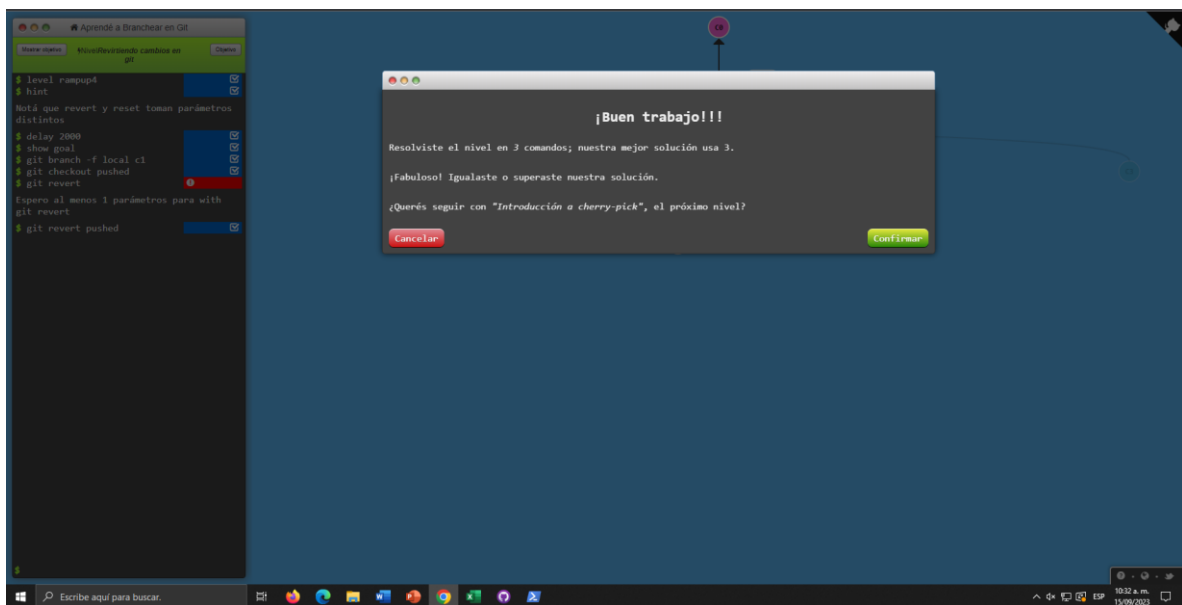 Aprendé a Branchear en Git
Mostrar objetivo
Nivel Revirtiendo cambios en git
Objetivo
$ level rampup4
$ hint
Notá que revert y reset toman parámetros
distintos
$ delay 2000
$ show goal
$ git branch -f local c1
$ git checkout pushed
$ git revert
Espero al menos 1 parámetros para with
git revert
$ git revert pushed
$
C0
¡Buen trabajo!!!
Resolviste el nivel en 3 comandos; nuestra mejor solución usa 3.
¡Fabuloso! Igualaste o superaste nuestra solución.
¿Querés seguir con "Introducción a cherry-pick", el próximo nivel?
Cancelar
Confirmar
Escribe aquí para buscar.
ESP
10:32 a. m.
15/09/2023